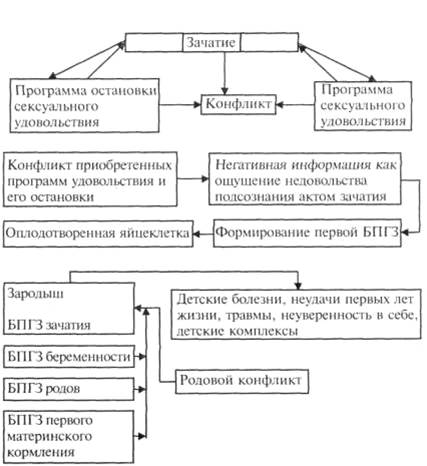 Зачатие
Программа остановки
сексуального
удовольствия
Конфликт
Программа
сексуального
удовольствия
Конфликт приобретенных
программ удовольствия и
его остановки
Негативная информация как
ощущение недовольства
подсознания актом зачатия
Оплодотворенная яйцеклетка
Формирование первой БПГЗ
Зародыш
БПГЗ зачатия
Детские болезни, неудачи первых лет
жизни, травмы, неуверенность в себе,
детские комплексы
БПГЗ беременности
БПГЗ родов
Родовой конфликт
БПГЗ первого
материнского
кормления